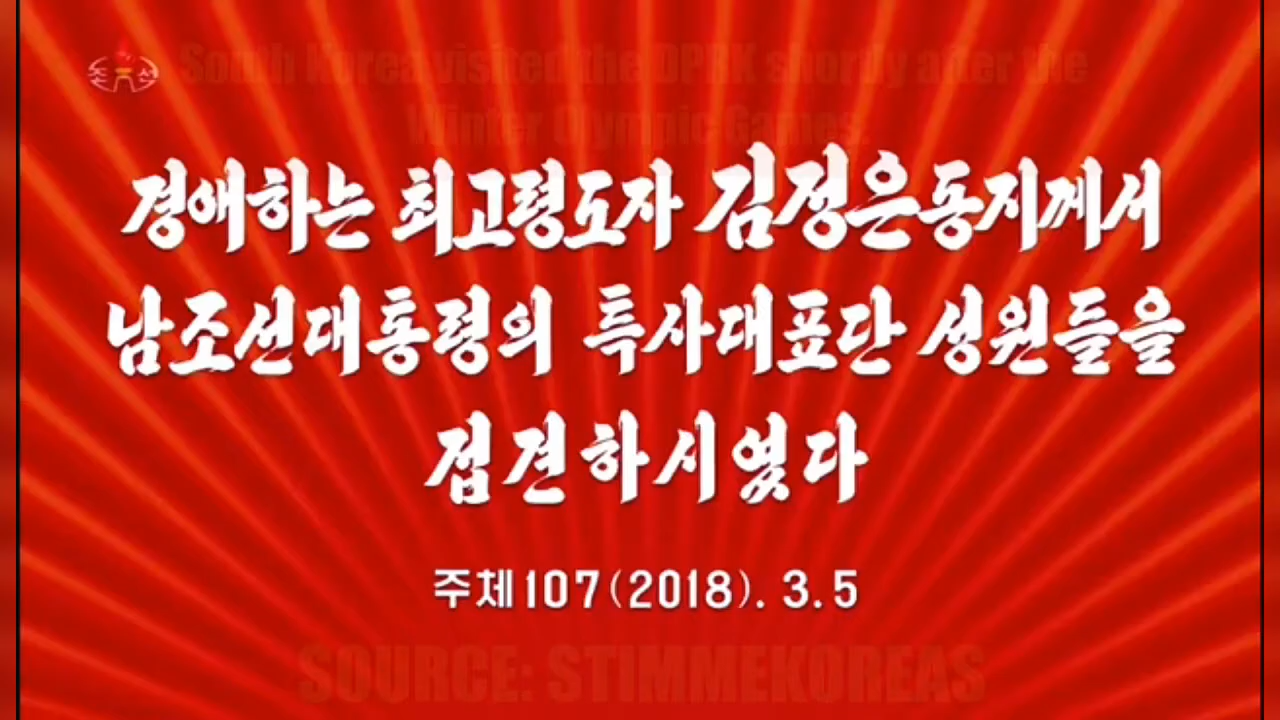 조선
South Korea visited the DPRK shortly after the
Winter Olympic Games.
경애하는 최고령도자 김정은동지께서
남조선대통령의 특사대표단 성원들을
접견하시였다
주체107(2018). 3. 5
SOURCE: STIMMEKOREAS